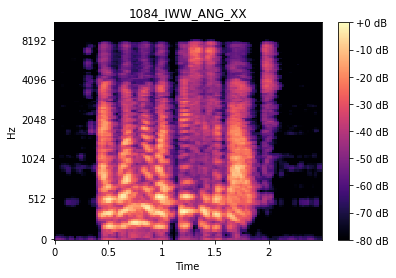 1084_IWW_ANG_XX
+0 dB
8192
-10 dB
4096
-20 dB
-30 dB
2048
Hz
-40 dB
1024
-50 dB
512
-60 dB
-70 dB
0
-80 dB
0 0.5 1 1.5 2
Time